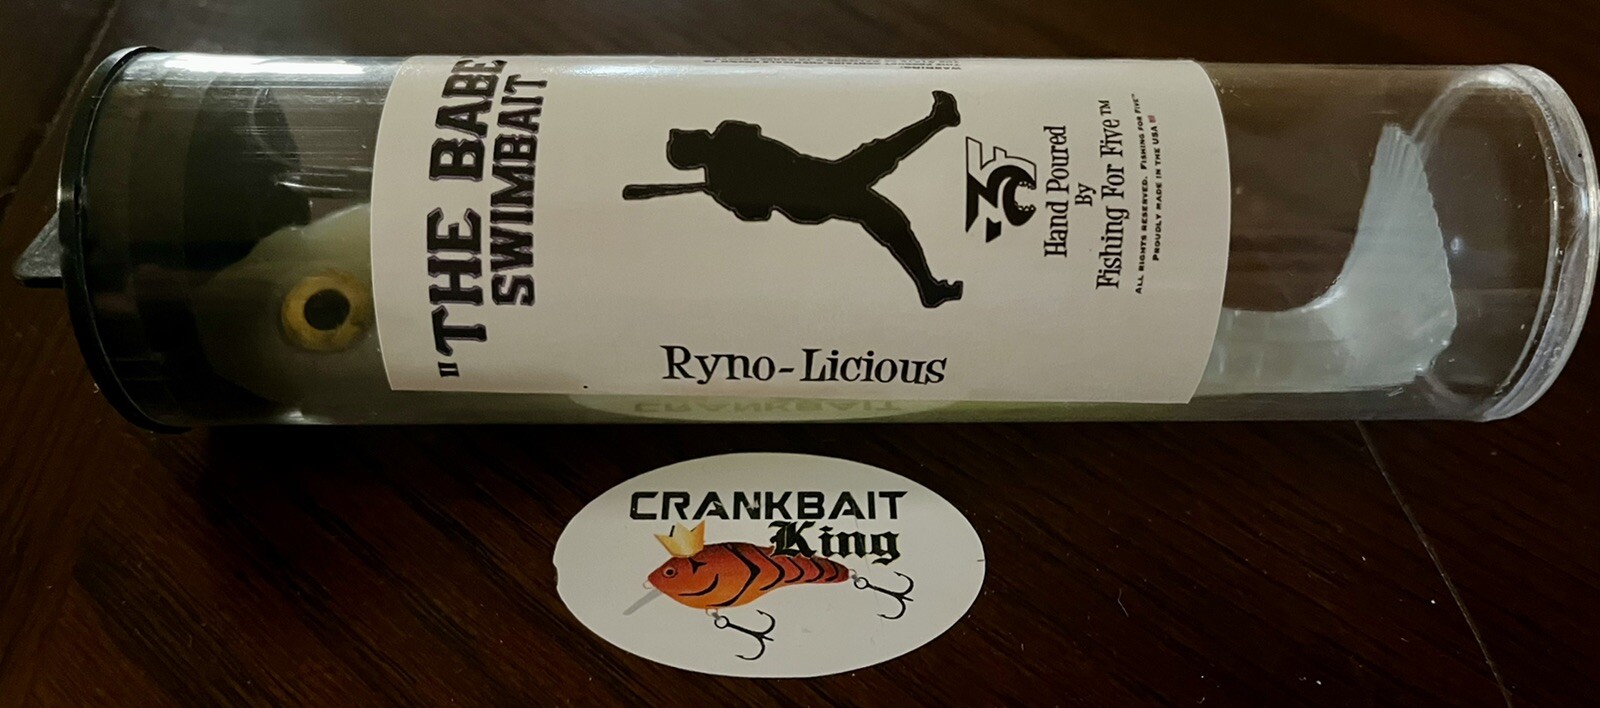 "THE BABE
SWIMBAIT
3F
Hand Poured
By
Fishing For Five™
ALL RIGHTS RESERVED. FISHING FOR FIVE™
PROUDLY MADE IN THE USA
Ryno-Licious
CRANKBAIT
CRANKBAIT
King